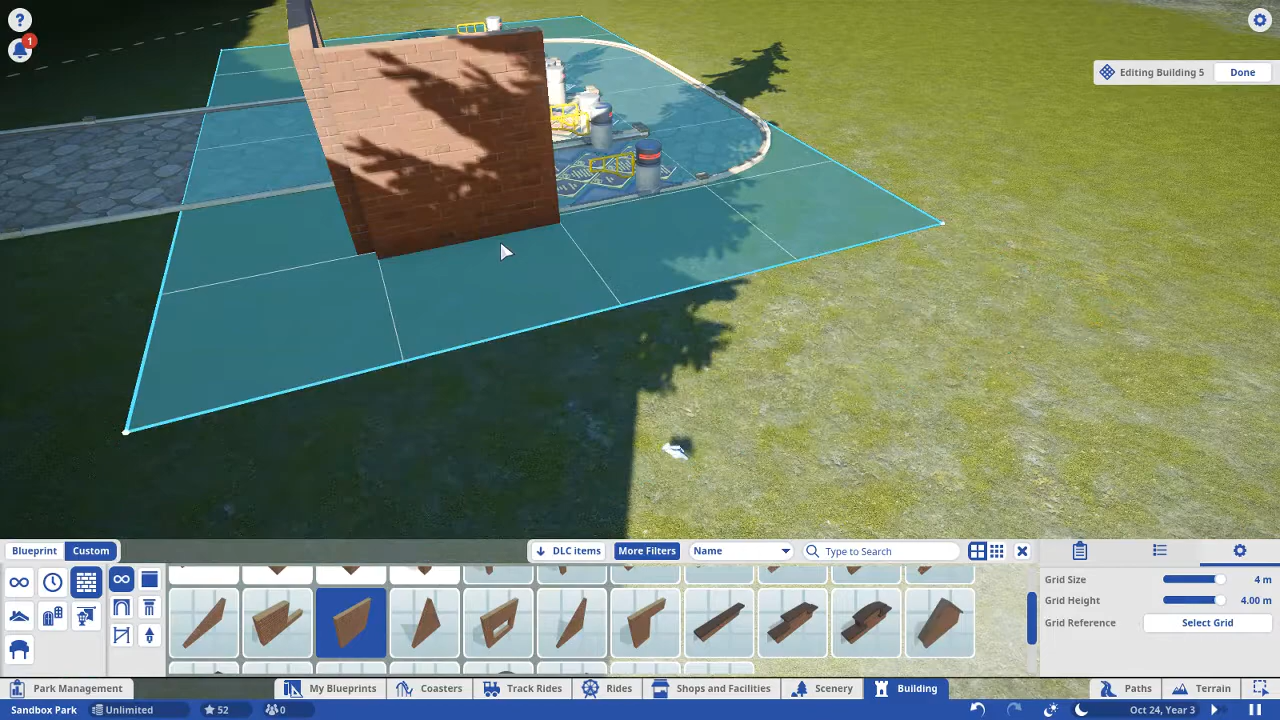 ?
1
Editing Building 5
Done
Blueprint
Custom
DLC items
More Filters
Name
Type to Search
Grid Size
4 m
Grid Height
4.00 m
Grid Reference
Select Grid
Park Management
My Blueprints
Coasters
Track Rides
Rides
Shops and Facilities
Scenery
Building
Paths
Terrain
Sandbox Park
Unlimited
52
0
Oct 24, Year 3